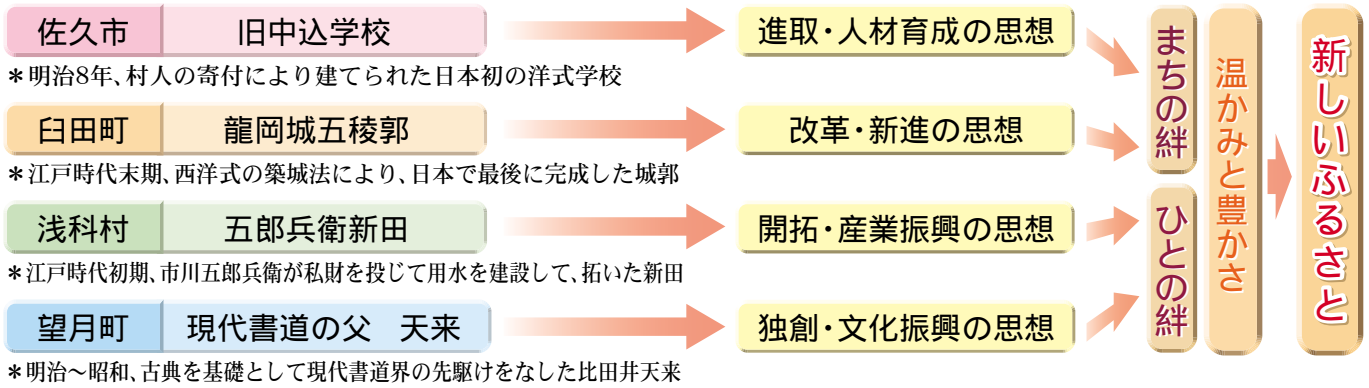 佐久市 旧中込学校 進取・人材育成の思想
＊明治8年、村人の寄付により建てられた日本初の洋式学校
臼田町 龍岡城五稜郭 改革・新進の思想
＊江戸時代末期、西洋式の築城法により、日本で最後に完成した城郭
浅科村 五郎兵衛新田 開拓・産業振興の思想
＊江戸時代初期、市川五郎兵衛が私財を投じて用水を建設して、拓いた新田
望月町 現代書道の父　天来 独創・文化振興の思想
＊明治〜昭和、古典を基礎として現代書道界の先駆けをなした比田井天来
まちの絆
ひとの絆
温かみと豊かさ
新しいふるさと